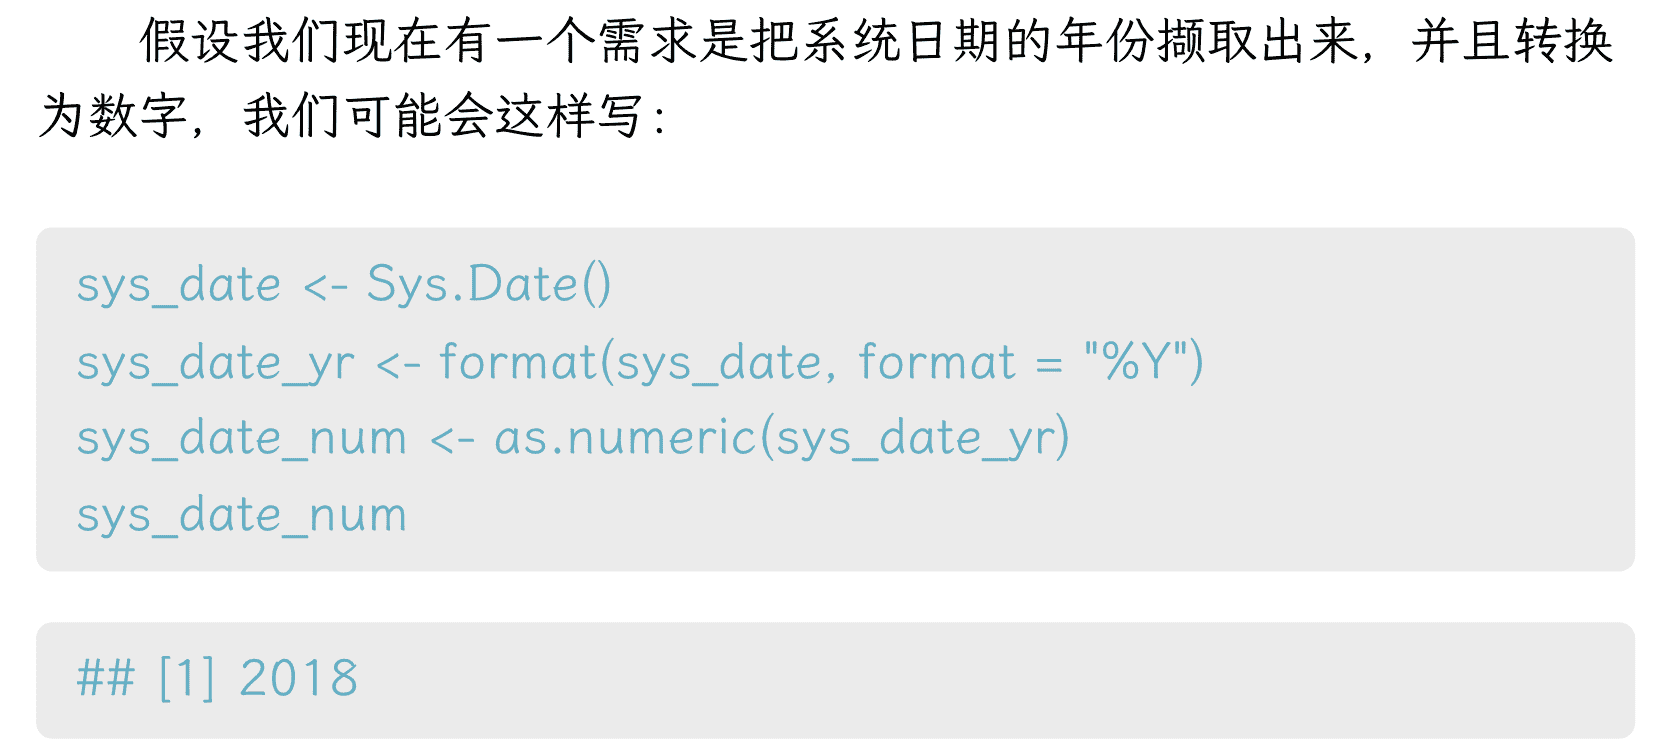 假设我们现在有一个需求是把系统日期的年份撷取出来，并且转换
为数字，我们可能会这样写：
sys_date <- Sys.Date()
sys_date_yr <- format(sys_date, format = "%Y")
sys_date_num <- as.numeric(sys_date_yr)
sys_date_num
## [1] 2018